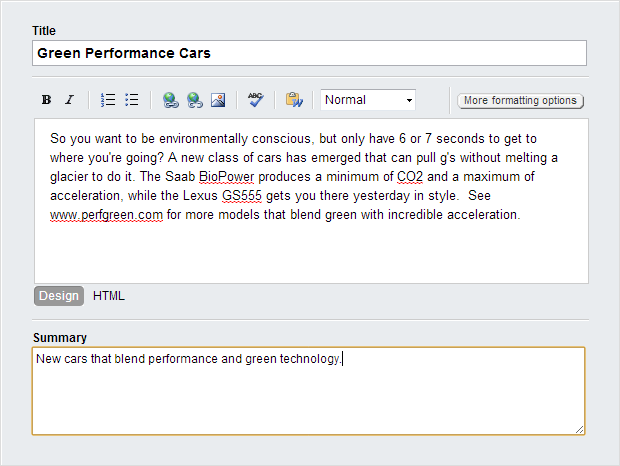 Title
Green Performance Cars
B I ABC Normal More formatting options
So you want to be environmentally conscious, but only have 6 or 7 seconds to get to
where you're going? A new class of cars has emerged that can pull g's without melting a
glacier to do it. The Saab BioPower produces a minimum of CO2 and a maximum of
acceleration, while the Lexus GS555 gets you there yesterday in style.  See
www.perfgreen.com for more models that blend green with incredible acceleration.
Design HTML
Summary
New cars that blend performance and green technology.